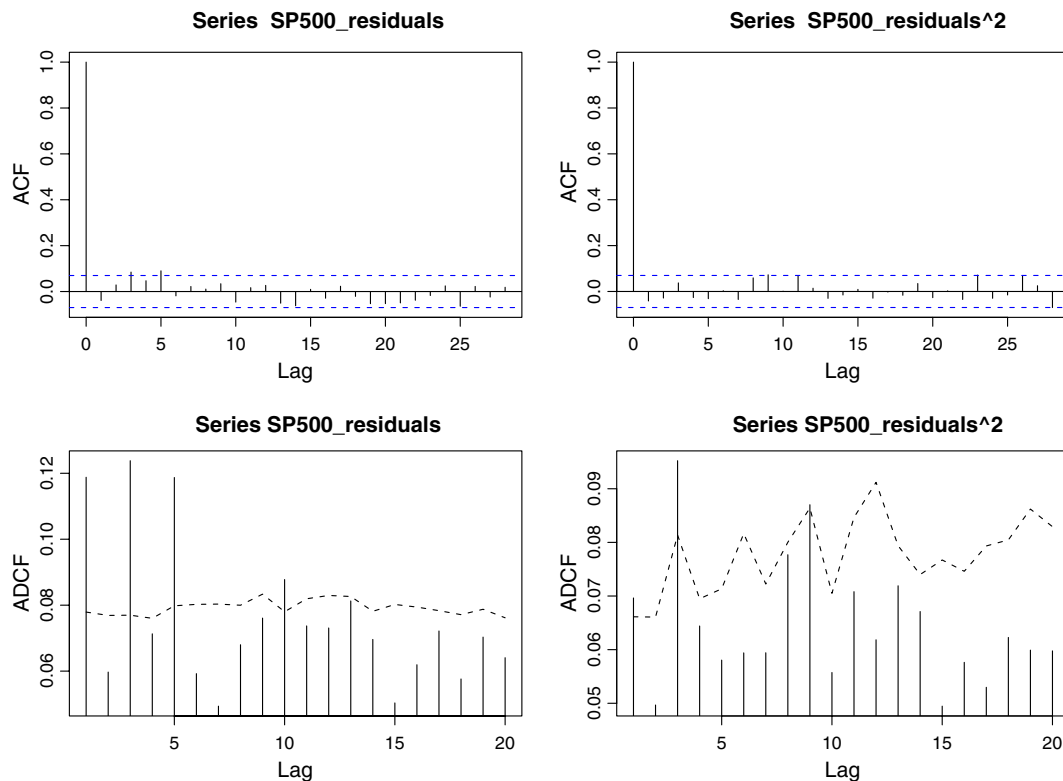 Series SP500_residuals
Series SP500_residuals^2
ACF
0.0 0.2 0.4 0.6 0.8 1.0
0 5 10 15 20 25
Lag
ACF
0.0 0.2 0.4 0.6 0.8 1.0
0 5 10 15 20 25
Lag
Series SP500_residuals
Series SP500_residuals^2
ADCF
0.06 0.08 0.10 0.12
5 10 15 20
Lag
ADCF
0.05 0.06 0.07 0.08 0.09
5 10 15 20
Lag